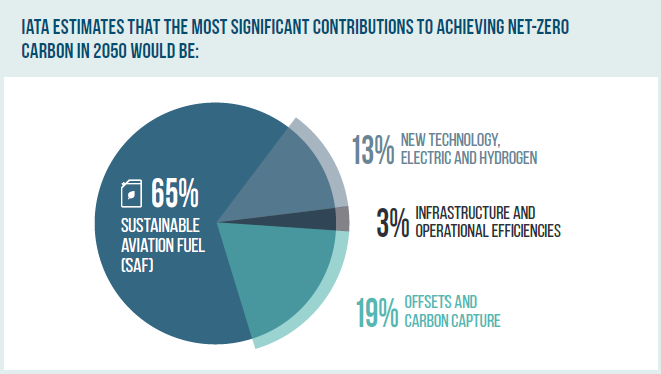 IATA ESTIMATES THAT THE MOST SIGNIFICANT CONTRIBUTIONS TO ACHIEVING NET-ZERO
CARBON IN 2050 WOULD BE:
65%
SUSTAINABLE
AVIATION FUEL
(SAF)
13%
NEW TECHNOLOGY,
ELECTRIC AND HYDROGEN
3%
INFRASTRUCTURE AND
OPERATIONAL EFFICIENCIES
19%
OFFSETS AND
CARBON CAPTURE